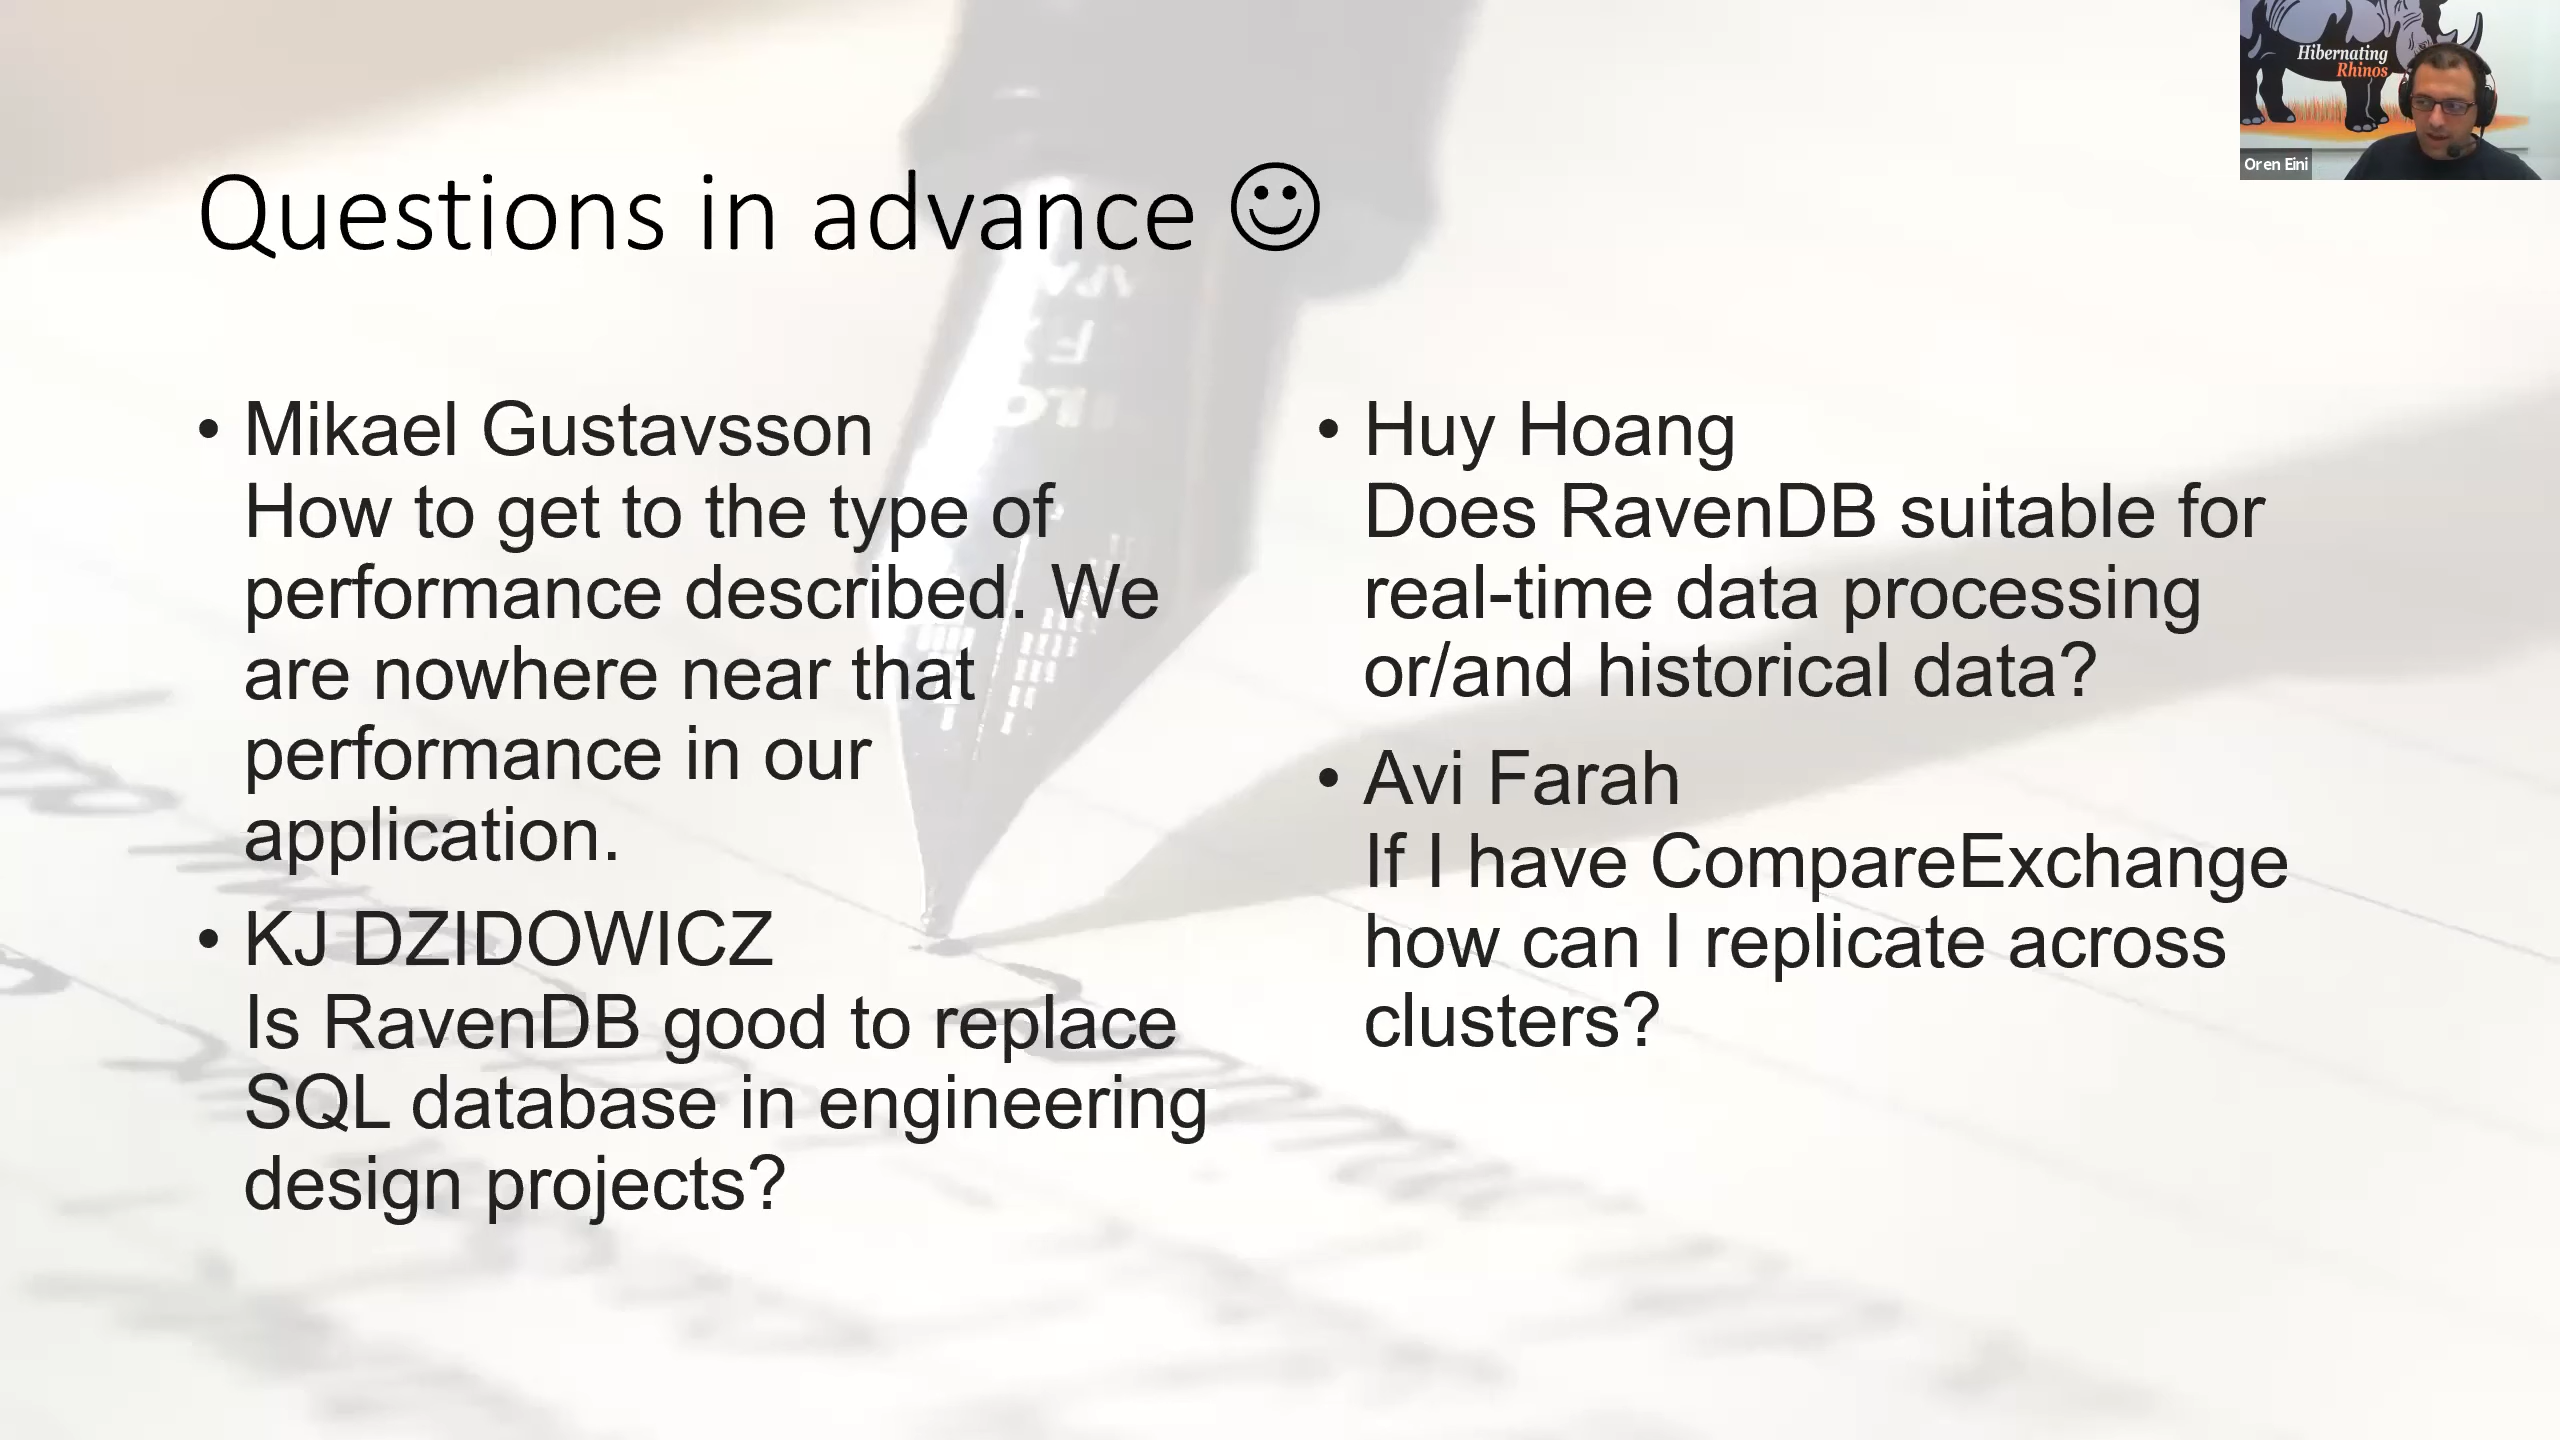 Questions in advance ☺
• Mikael Gustavsson
How to get to the type of
performance described. We
are nowhere near that
performance in our
application.
• KJ DZIDOWICZ
Is RavenDB good to replace
SQL database in engineering
design projects?
• Huy Hoang
Does RavenDB suitable for
real-time data processing
or/and historical data?
• Avi Farah
If I have CompareExchange
how can I replicate across
clusters?
Hibernating
Rhinos
Oren Eini